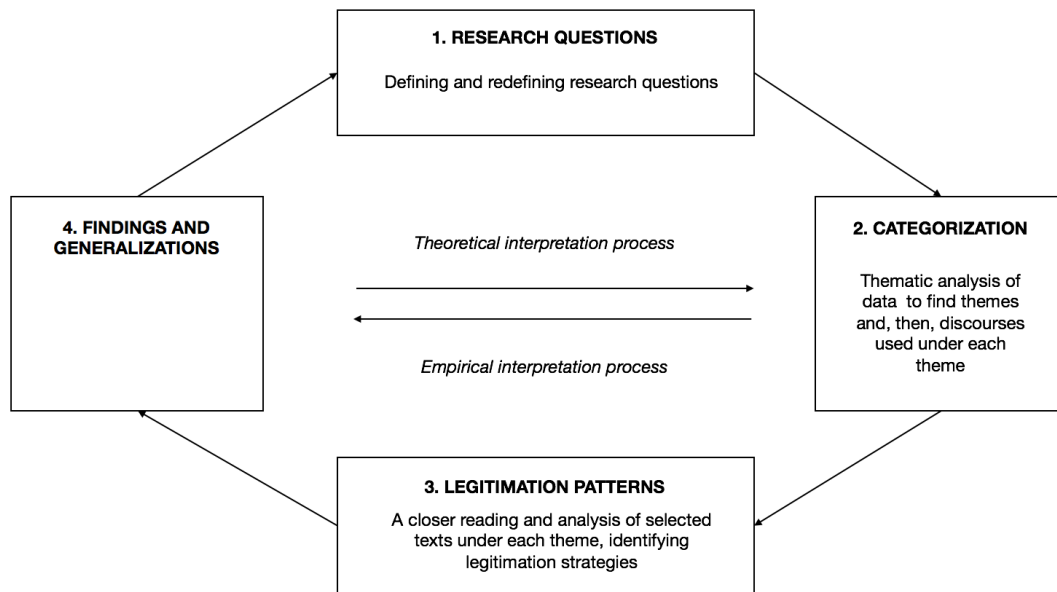 1. RESEARCH QUESTIONS
Defining and redefining research questions
4. FINDINGS AND
GENERALIZATIONS
Theoretical interpretation process
Empirical interpretation process
2. CATEGORIZATION
Thematic analysis of
data to find themes
and, then, discourses
used under each
theme
3. LEGITIMATION PATTERNS
A closer reading and analysis of selected
texts under each theme, identifying
legitimation strategies